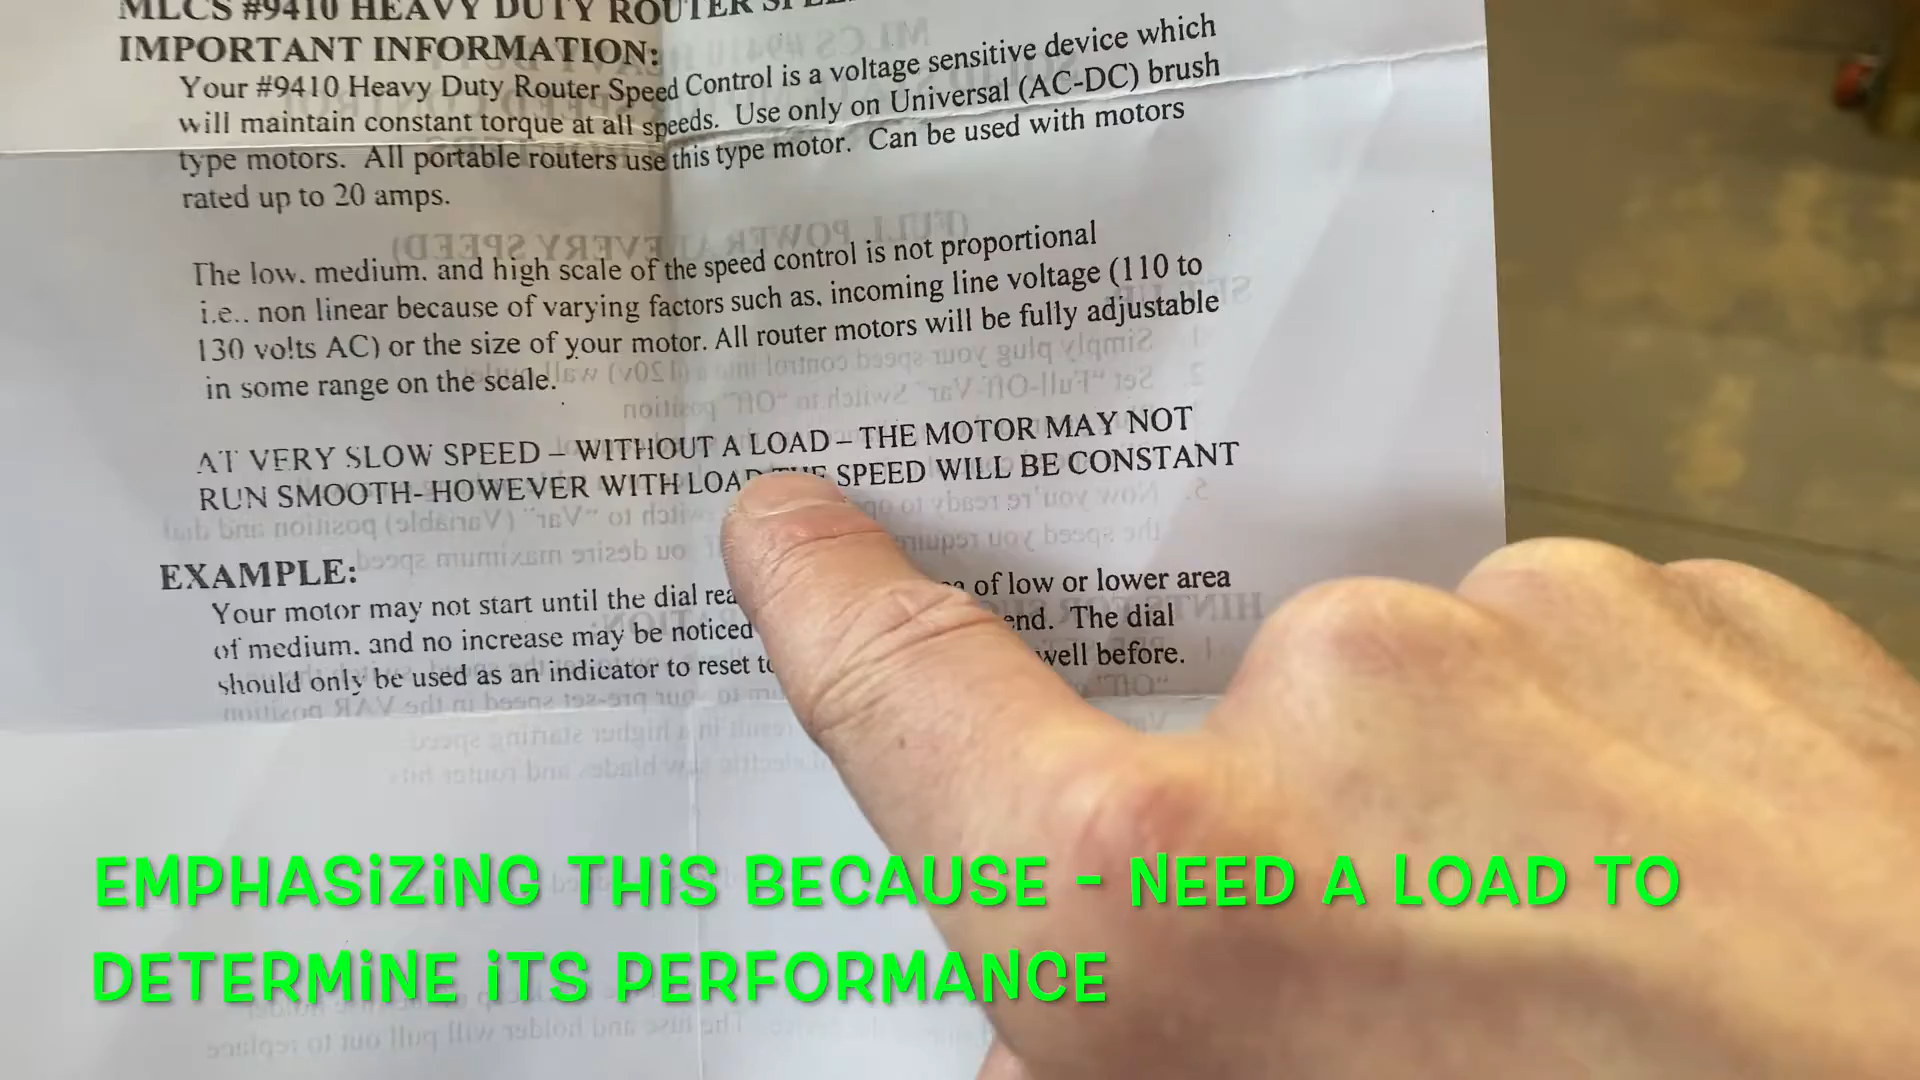 MLCS #9410 HEAVY DUTY ROUTER
IMPORTANT INFORMATION:
Your #9410 Heavy Duty Router Speed Control is a voltage sensitive device which
will maintain constant torque at all speeds. Use only on Universal (AC-DC) brush
type motors. All portable routers use this type motor. Can be used with motors
rated up to 20 amps.
The low. medium. and high scale of the speed control is not proportional
i.e.. non linear because of varying factors such as. incoming line voltage (110 to
130 volts AC) or the size of your motor. All router motors will be fully adjustable
in some range on the scale.
AT VERY SLOW SPEED – WITHOUT A LOAD – THE MOTOR MAY NOT
RUN SMOOTH- HOWEVER WITH LOAD THE SPEED WILL BE CONSTANT
EXAMPLE:
Your motor may not start until the dial of low or lower area
of medium. and no increase may be noticed end. The dial
should only be used as an indicator to reset well before.
EMPHASiZiNG THiS BECAUSE - NEED A LOAD TO
DETERMiNE iTS PERFORMANCE